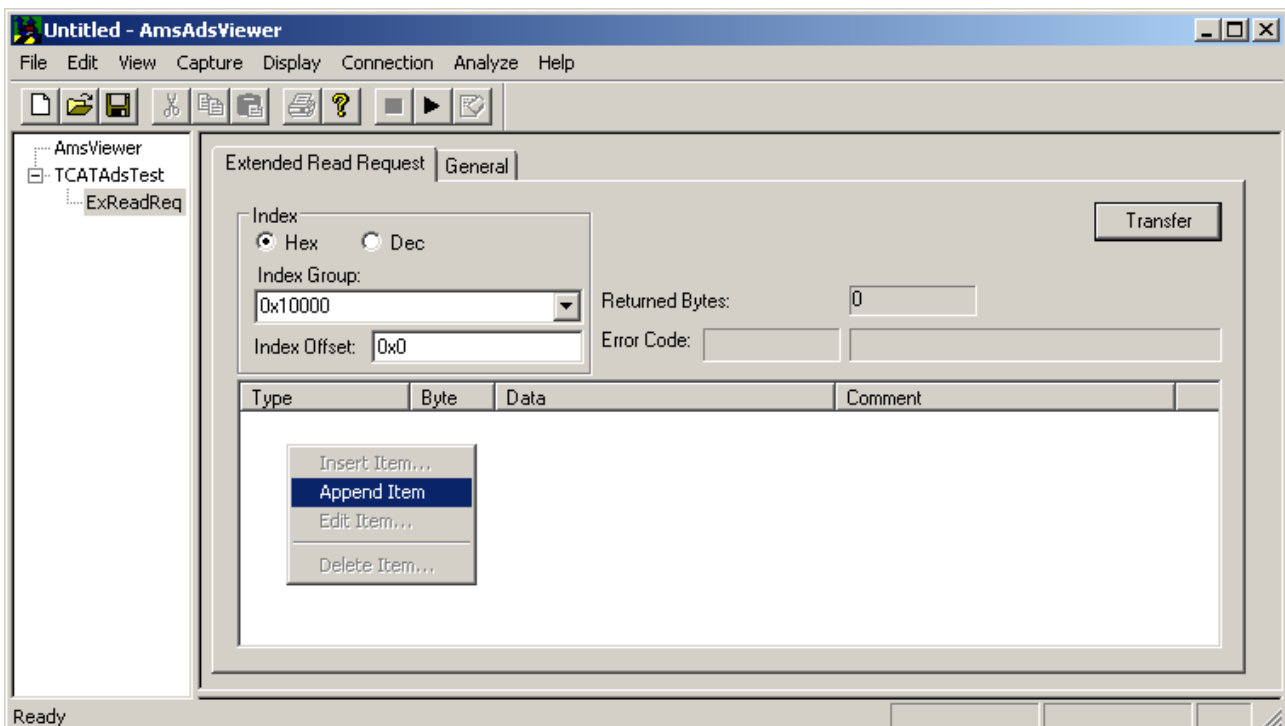 Untitled - AmsAdsViewer
File Edit View Capture Display Connection Analyze Help
AmsViewer
TCATAdsTest
ExReadReq
Extended Read Request General
Index
Hex Dec
Transfer
Index Group:
0x10000
Returned Bytes: 0
Index Offset: 0x0
Error Code:
Type Byte Data Comment
Insert Item...
Append Item
Edit Item...
Delete Item...
Ready